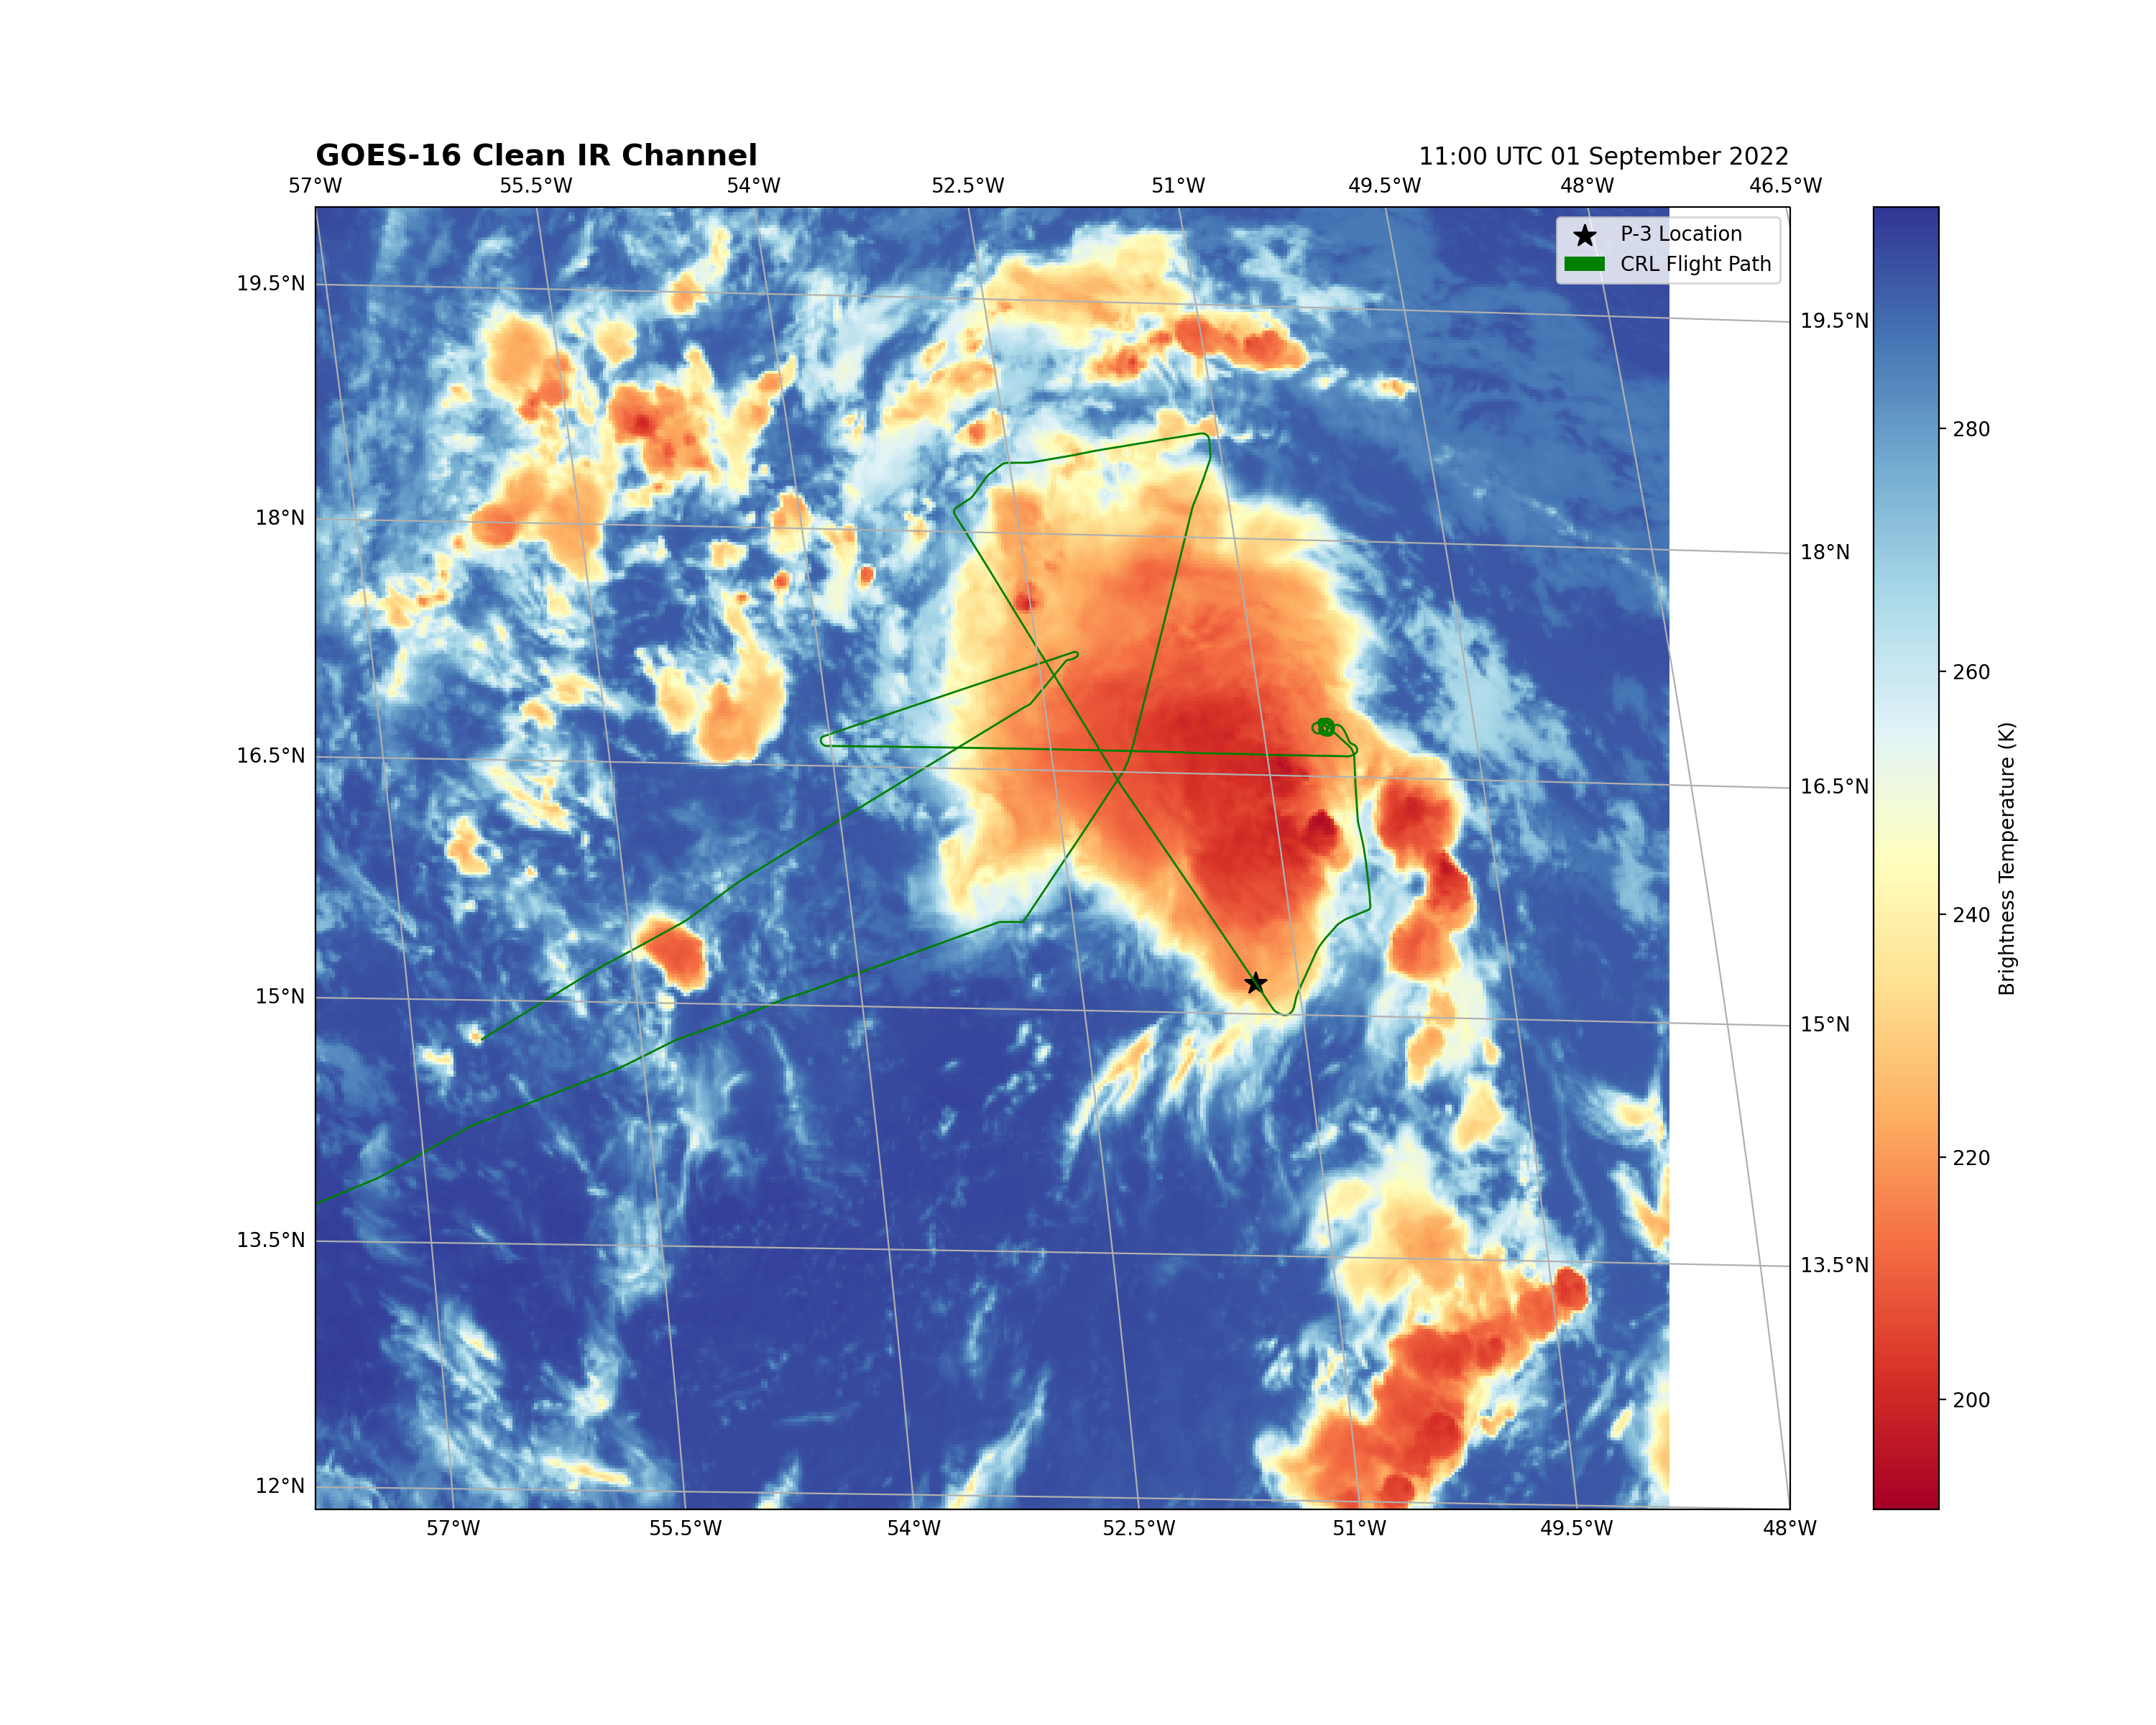 GOES-16 Clean IR Channel
11:00 UTC 01 September 2022
57°W 55.5°W 54°W 52.5°W 51°W 49.5°W 48°W 46.5°W
P-3 Location
CRL Flight Path
19.5°N
19.5°N
18°N
18°N
16.5°N
16.5°N
15°N
15°N
13.5°N
13.5°N
12°N
57°W 55.5°W 54°W 52.5°W 51°W 49.5°W 48°W
280
260
240
220
200
Brightness Temperature (K)